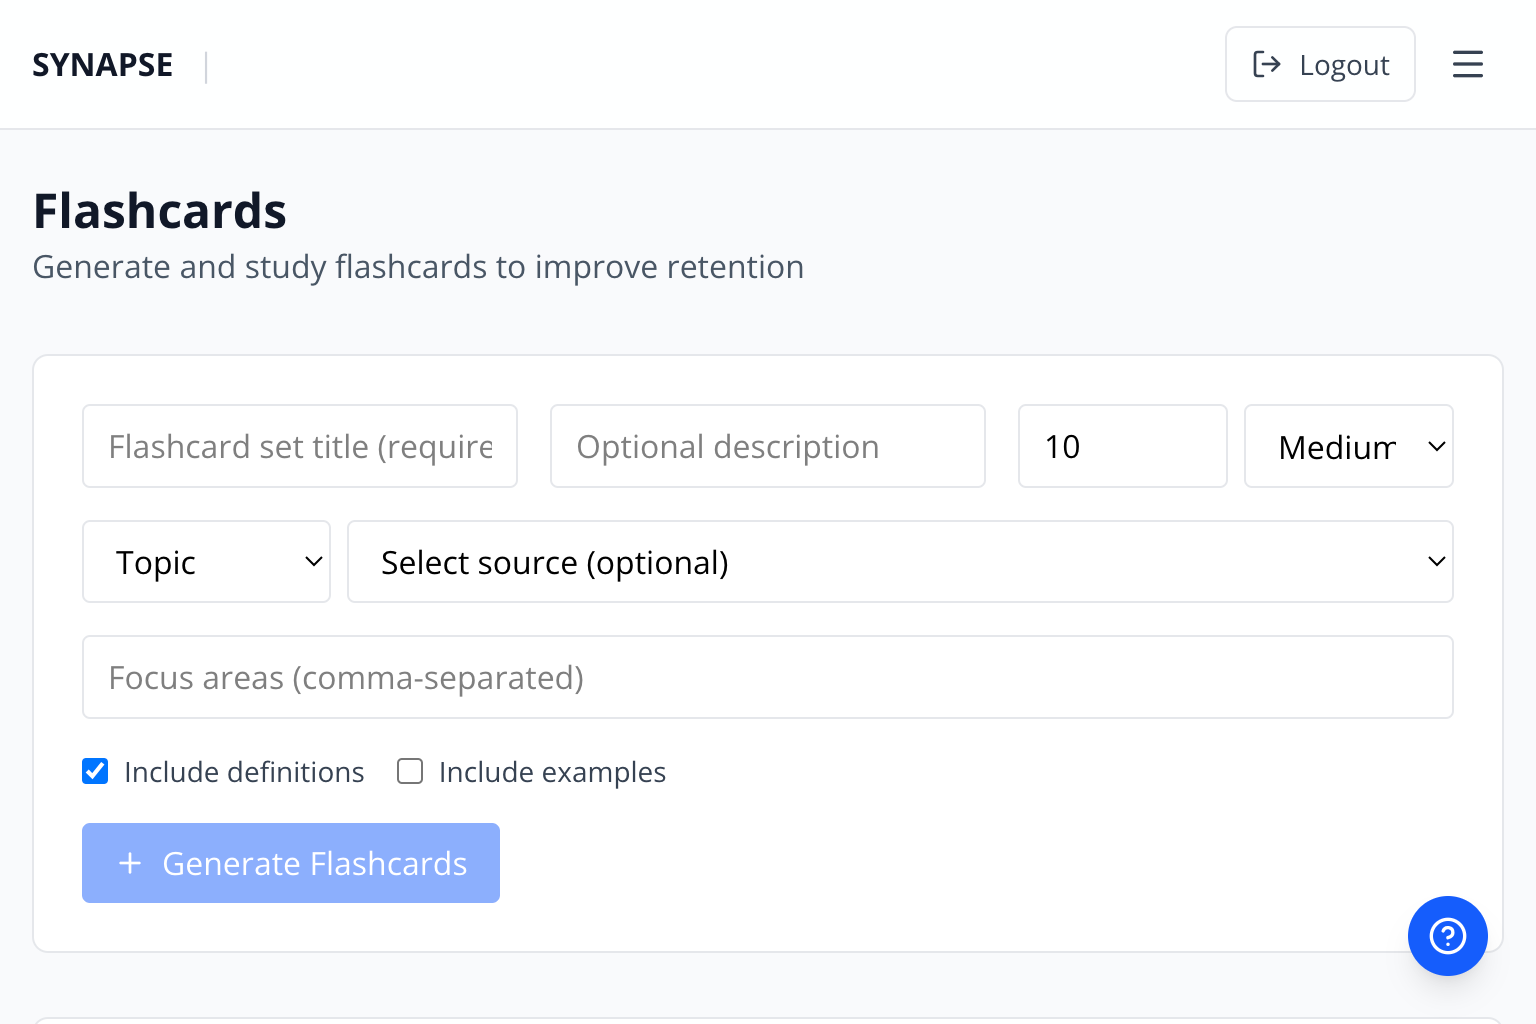 SYNAPSE
Logout
Flashcards
Generate and study flashcards to improve retention
Flashcard set title (require
Optional description
10
Medium
Topic
Select source (optional)
Focus areas (comma-separated)
Include definitions
Include examples
Generate Flashcards